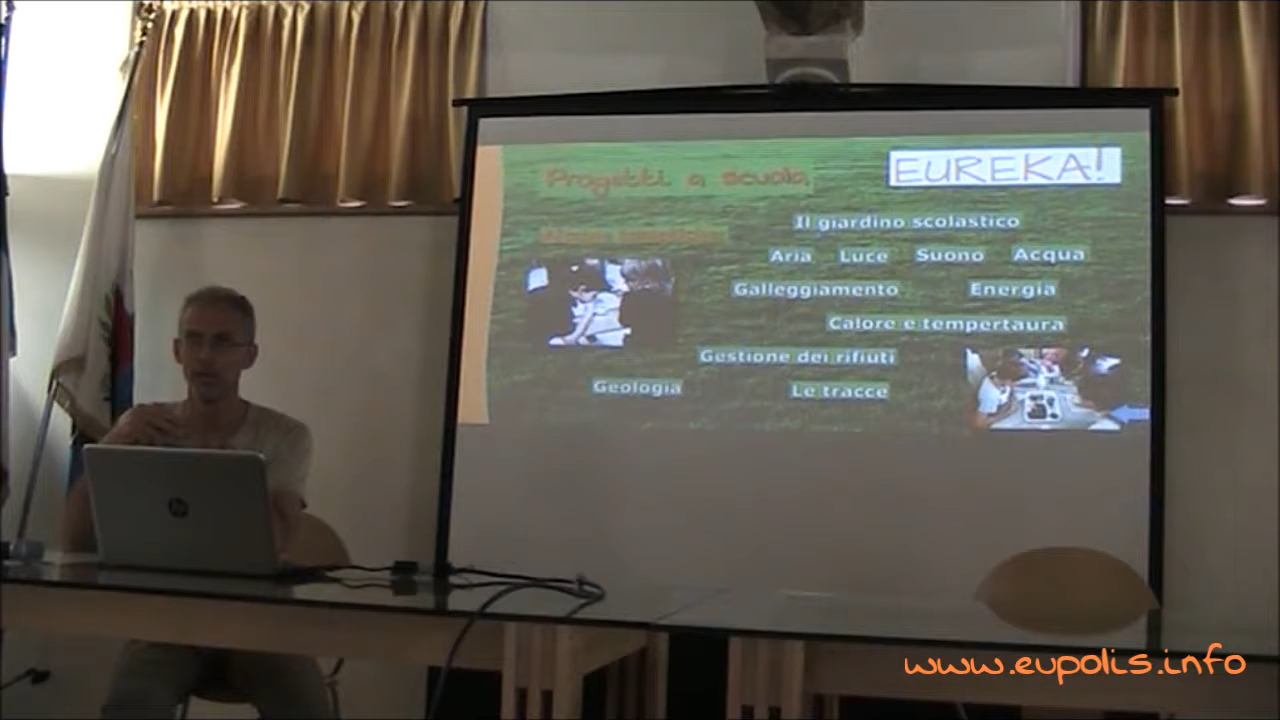 EUREKA!
Progetti a scuola
Il giardino scolastico
Aria Luce Suono Acqua
Galleggiamento Energia
Calore e tempertaura
Gestione dei rifiuti
Geologia Le tracce
hp
www.eupolis.info